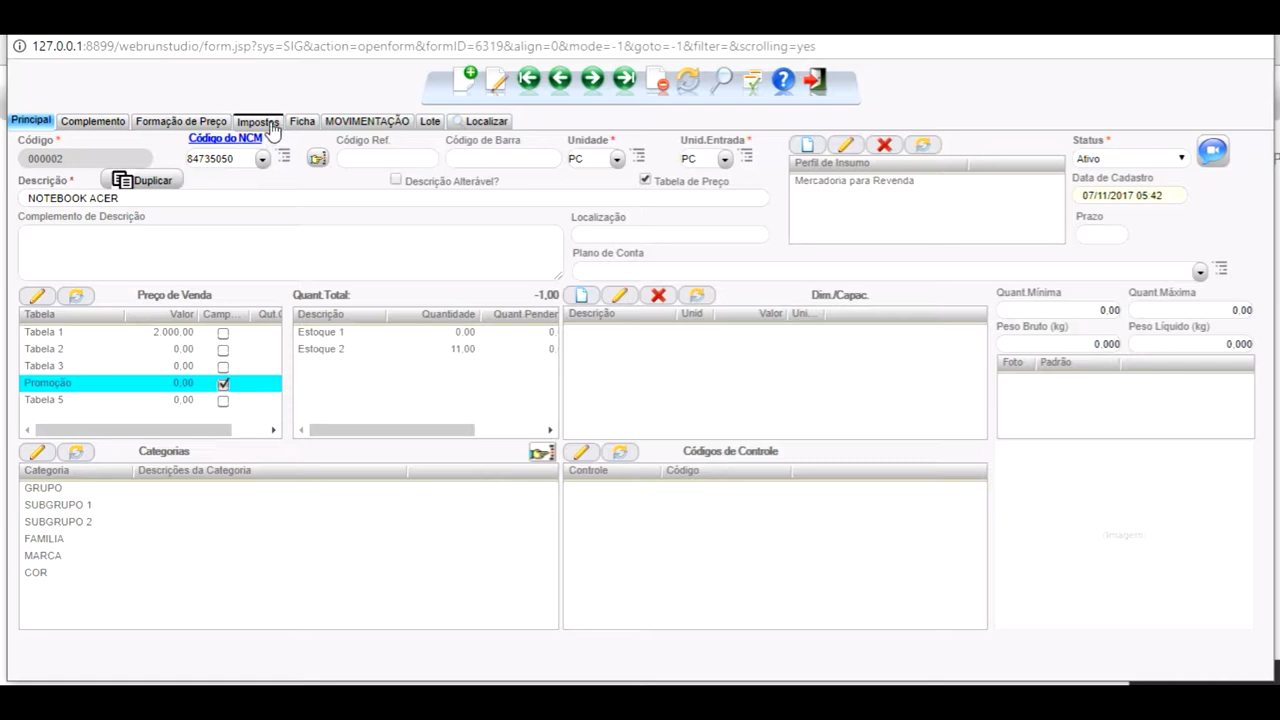 127.0.0.1:8899/webrunstudio/form.jsp?sys=SIG&action=openform&formID=6319&align=0&mode=-1&goto=-1&filter=&scrolling=yes
Principal Complemento Formação de Preço Impostos Ficha MOVIMENTAÇÃO Lote Localizar
Código * Código do NCM Código Ref. Código de Barra Unidade * Unid.Entrada * Status *
000002 84735050 PC PC Perfil de Insumo Ativo
Descrição * Duplicar Descrição Alterável? Tabela de Preço Mercadoria para Revenda Data de Cadastro
NOTEBOOK ACER 07/11/2017 05:42
Complemento de Descrição Localização Prazo
Plano de Conta
Preço de Venda Quant.Total: -1,00 Dim./Capac. Quant.Mínima Quant.Máxima
Tabela Valor Camp... Qut.( Descrição Quantidade Quant Pender Descrição Unid Valor Uni... 0.00 0.00
Tabela 1 2.000.00 Estoque 1 0.00 0. Peso Bruto (kg) Peso Líquido (kg)
Tabela 2 0,00 Estoque 2 11,00 0. 0.000 0.000
Tabela 3 0.00 Foto Padrão
Promoção 0,00
Tabela 5 0,00
Categorias Códigos de Controle
Categoria Descrições da Categoria Controle Código
GRUPO
SUBGRUPO 1
SUBGRUPO 2
FAMILIA (Imagem)
MARCA
COR